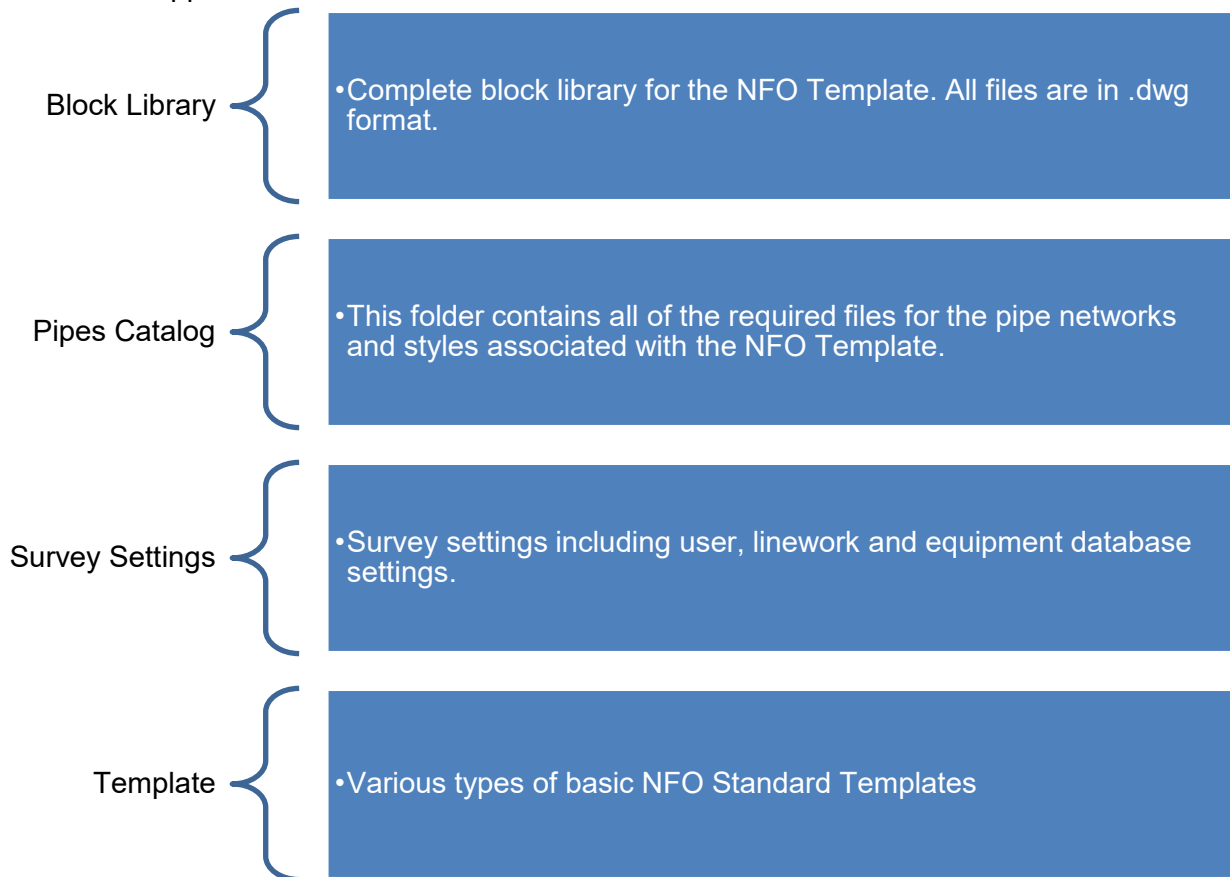 Block Library
•Complete block library for the NFO Template. All files are in .dwg
format.
Pipes Catalog
•This folder contains all of the required files for the pipe networks
and styles associated with the NFO Template.
Survey Settings
•Survey settings including user, linework and equipment database
settings.
Template
•Various types of basic NFO Standard Templates